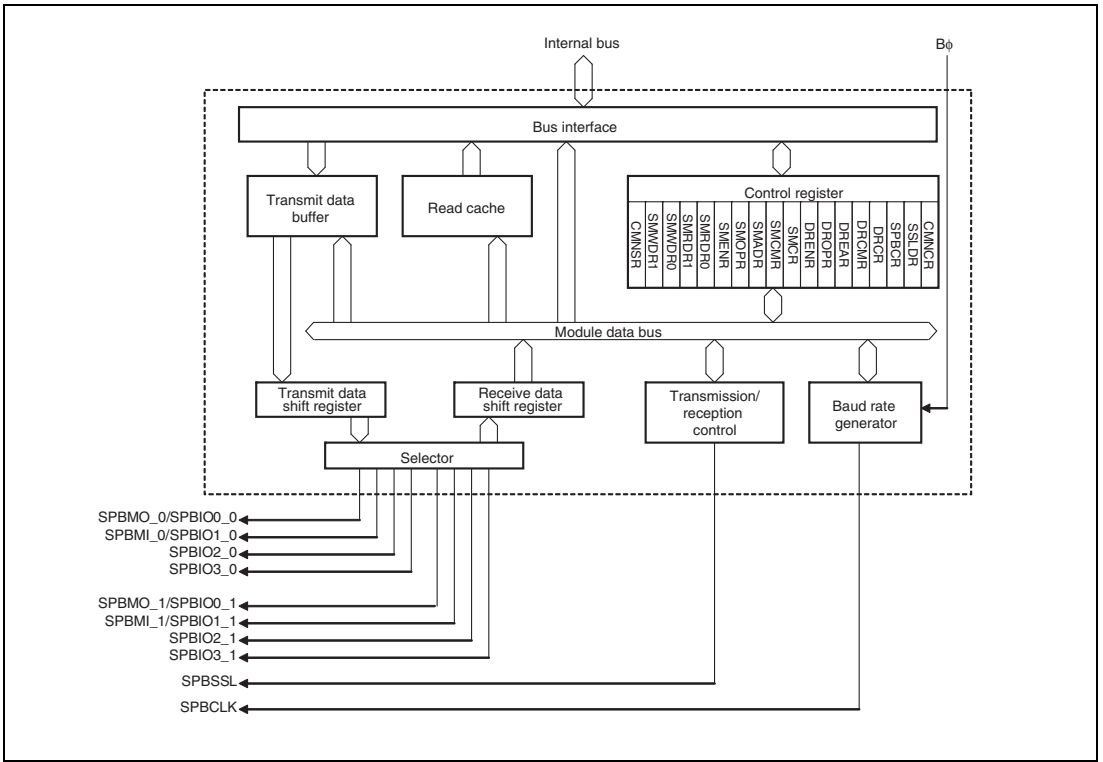 Internal bus
Bϕ
Bus interface
Transmit data
buffer
Read cache
Control register
CMNSR
SMWDR1
SMWDR0
SMRDR1
SMRDR0
SMENR
SMOPR
SMADR
SMCMR
SMCR
DRENR
DROPR
DREAR
DRCMR
DRCR
SPBCR
SSLDR
CMNCR
Module data bus
Transmit data
shift register
Receive data
shift register
Transmission/
reception
control
Baud rate
generator
Selector
SPBMO_0/SPBIO0_0
SPBMI_0/SPBIO1_0
SPBIO2_0
SPBIO3_0
SPBMO_1/SPBIO0_1
SPBMI_1/SPBIO1_1
SPBIO2_1
SPBIO3_1
SPBSSL
SPBCLK